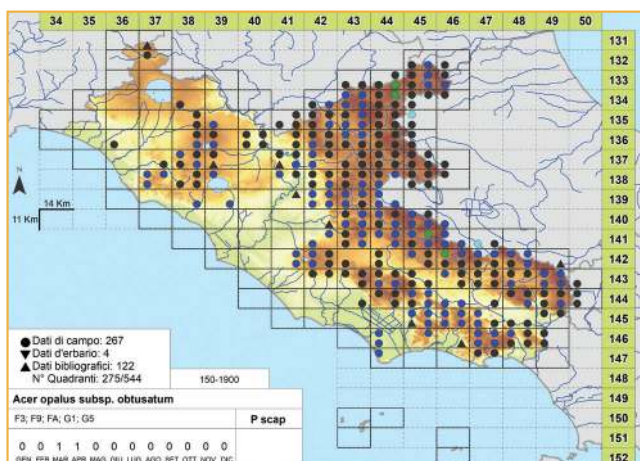 34 35 36 37 38 39 40 41 42 43 44 45 46 47 48 49 50
131
132
133
134
135
136
137
138
139
140
141
142
143
144
145
146
147
148
149
150
151
152
N
14 Km
11 Km
Dati di campo: 267
Dati d'erbario: 4
Dati bibliografici: 122
N° Quadranti: 275/544
150-1900
Acer opalus subsp. obtusatum
F3; F9; FA; G1; G5
P scap
0 0 1 1 0 0 0 0 0 0 0 0
GEN FEB MAR APR MAG GIU LUG AGO SET OTT NOV DIC